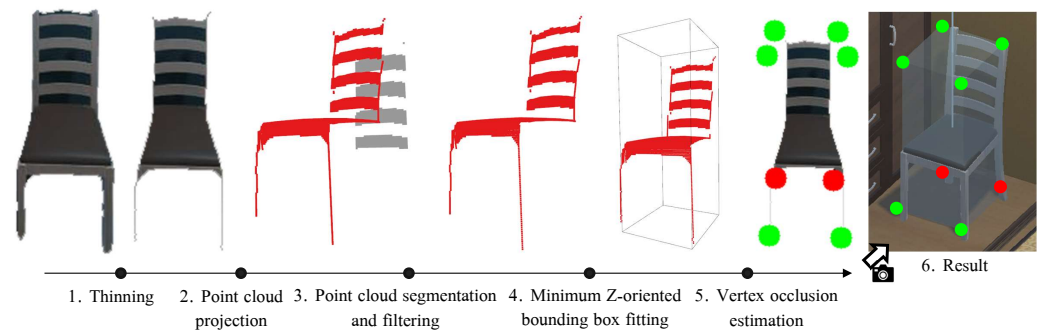 1. Thinning
2. Point cloud
projection
3. Point cloud segmentation
and filtering
4. Minimum Z-oriented
bounding box fitting
5. Vertex occlusion
estimation
6. Result